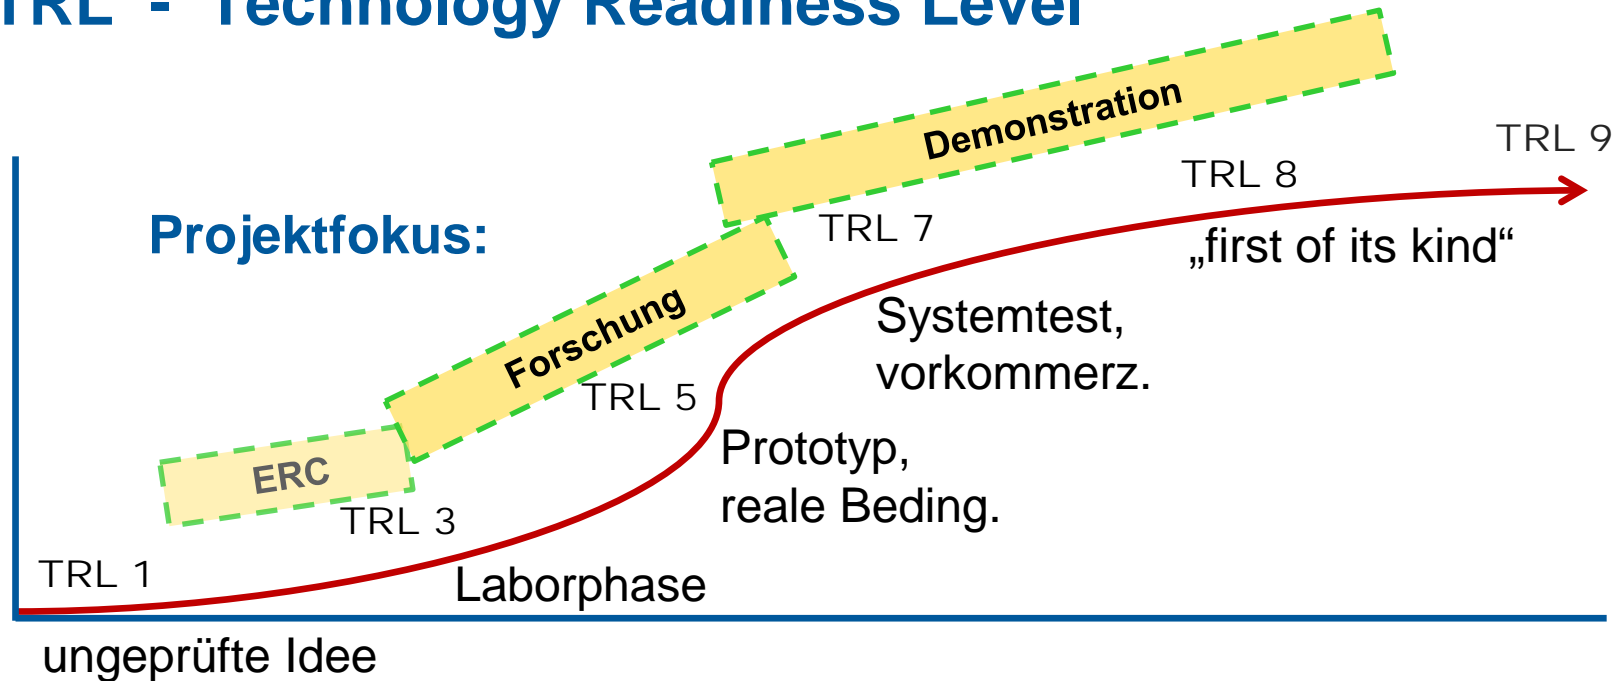 TRL - Technology Readiness Level
Demonstration
TRL 9
TRL 8
Projektfokus:
TRL 7
„first of its kind“
Forschung
Systemtest,
vorkommerz.
TRL 5
ERC
Prototyp,
reale Beding.
TRL 3
TRL 1
Laborphase
ungeprüfte Idee